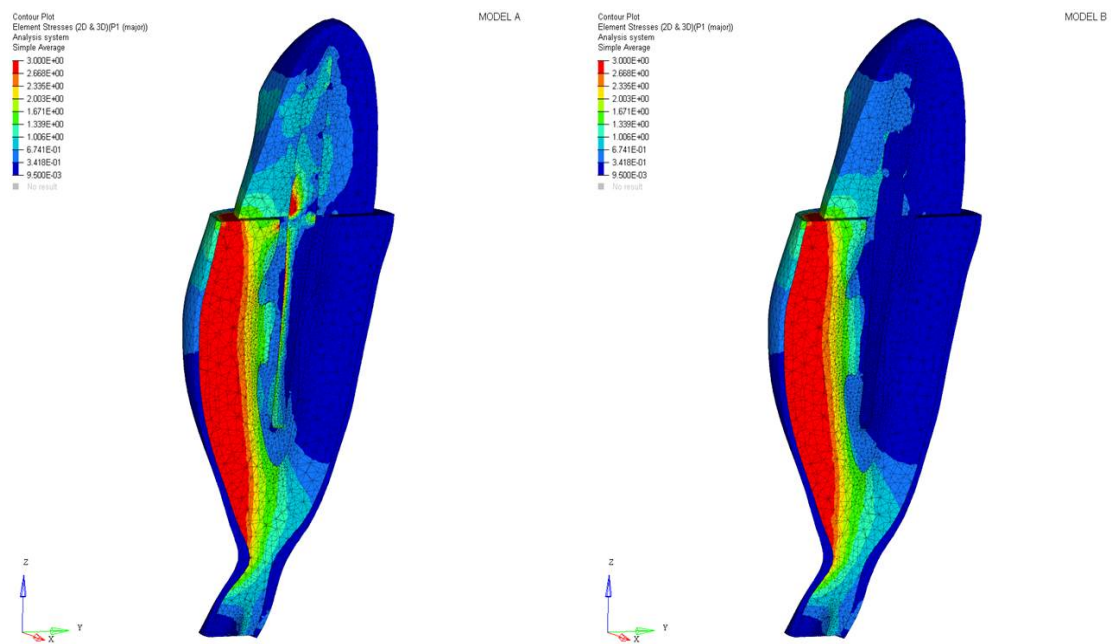 Contour Plot
Element Stresses (2D & 3D)(P1 (major))
Analysis system
Simple Average
3.000E+00
2.668E+00
2.335E+00
2.003E+00
1.671E+00
1.339E+00
1.006E+00
6.741E-01
3.418E-01
9.500E-03
No result
MODEL A
Z
Y
X
Contour Plot
Element Stresses (2D & 3D)(P1 (major))
Analysis system
Simple Average
3.000E+00
2.668E+00
2.335E+00
2.003E+00
1.671E+00
1.339E+00
1.006E+00
6.741E-01
3.418E-01
9.500E-03
No result
MODEL B
Z
Y
X